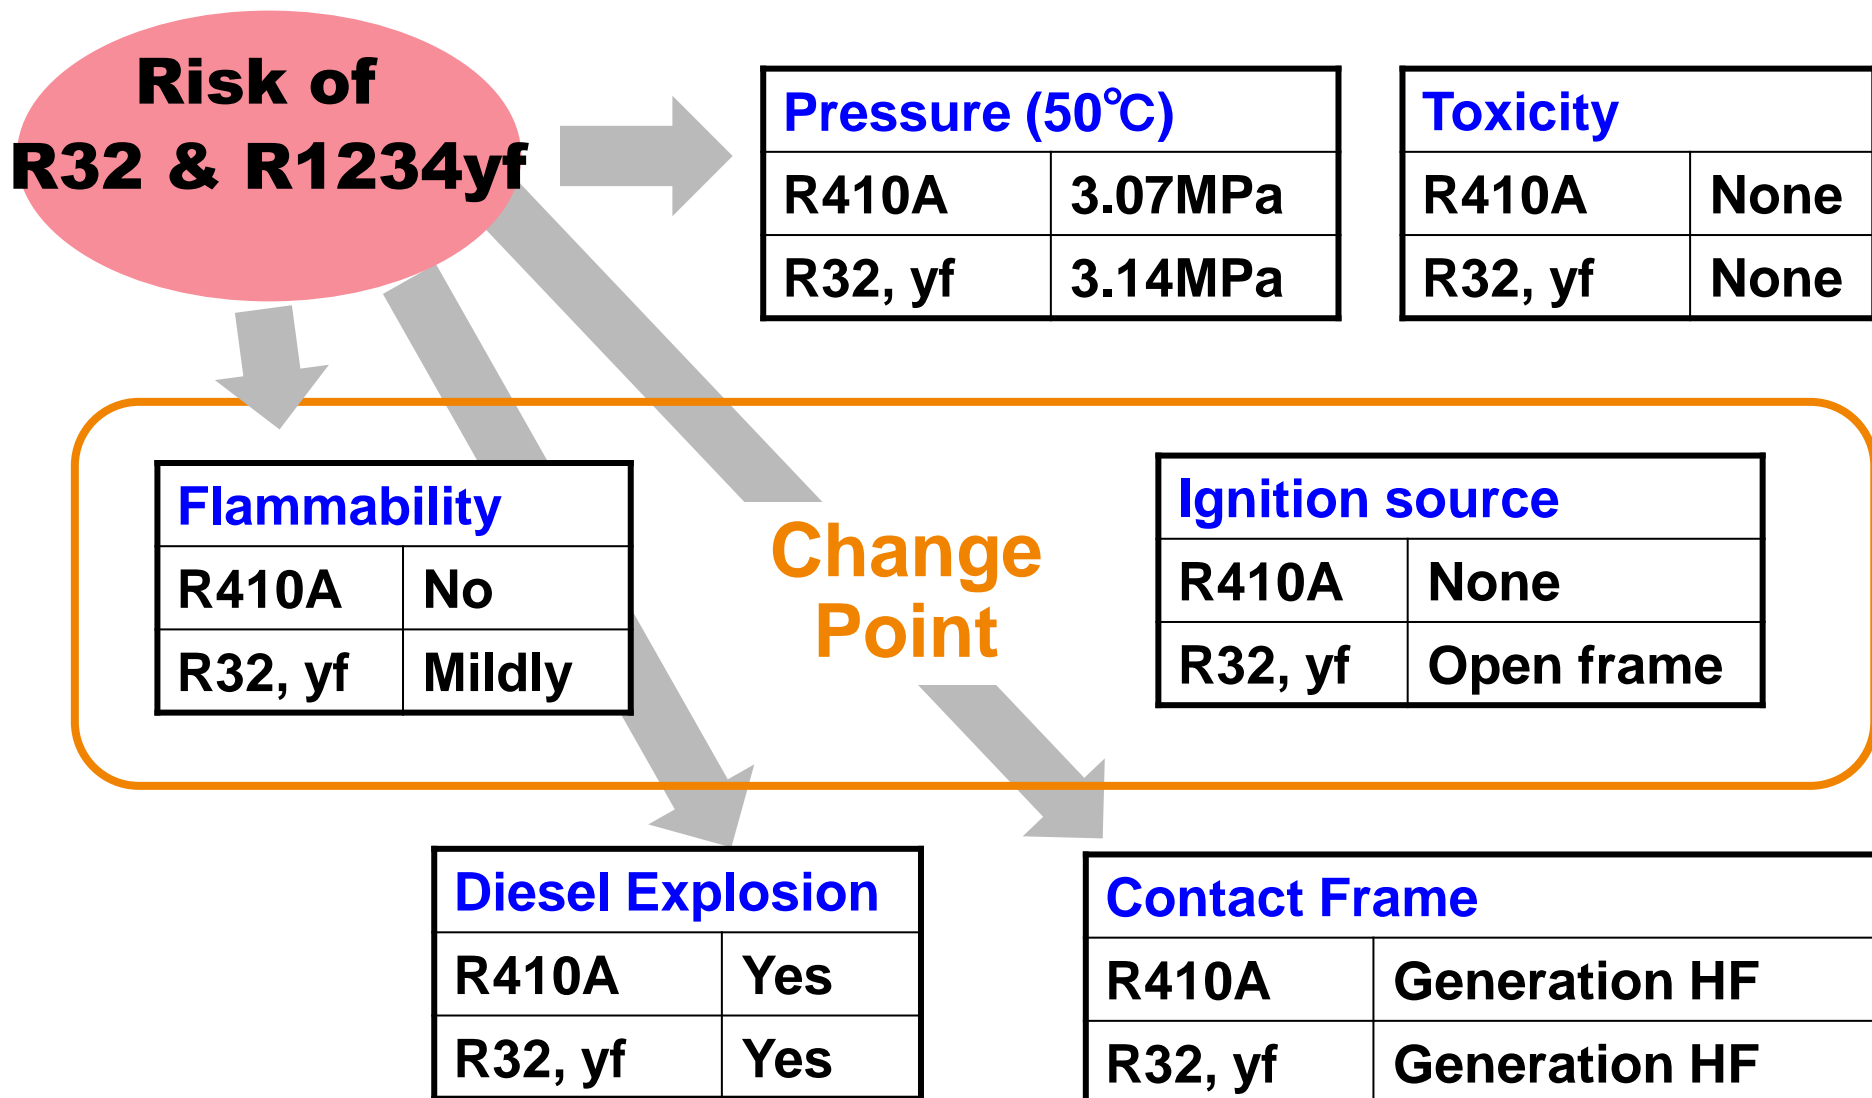 Risk of
R32 & R1234yf
Pressure (50℃)
R410A 3.07MPa
R32, yf 3.14MPa
Toxicity
R410A None
R32, yf None
Flammability
R410A No
R32, yf Mildly
Change
Point
Ignition source
R410A None
R32, yf Open frame
Diesel Explosion
R410A Yes
R32, yf Yes
Contact Frame
R410A Generation HF
R32, yf Generation HF